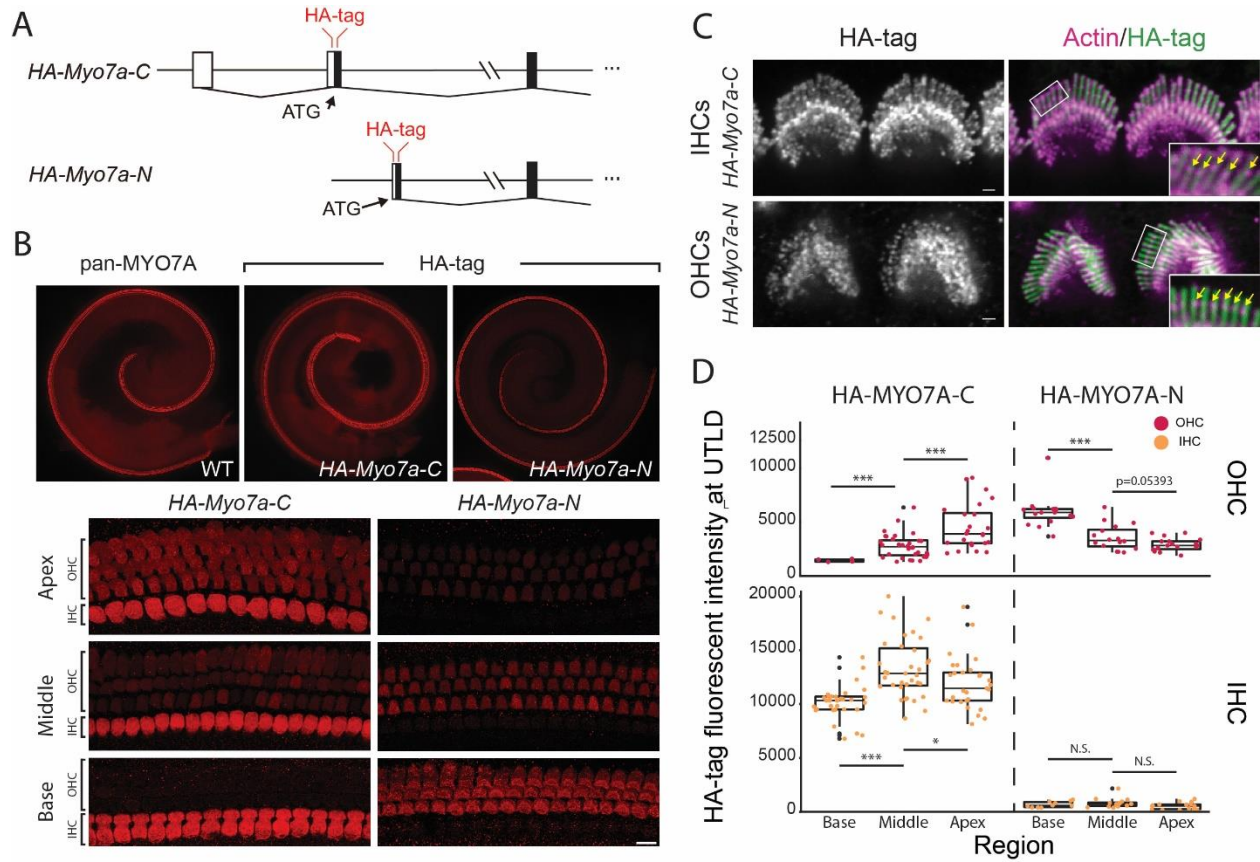 A
HA-tag
HA-Myo7a-C
...
ATG
HA-tag
HA-Myo7a-N
...
ATG
B
pan-MYO7A
HA-tag
WT
HA-Myo7a-C
HA-Myo7a-N
HA-Myo7a-C
HA-Myo7a-N
Apex
OHC
IHC
Middle
OHC
IHC
Base
OHC
IHC
C
HA-tag
Actin/HA-tag
IHCs
HA-Myo7a-C
OHCs
HA-Myo7a-N
D
HA-MYO7A-C
HA-MYO7A-N
OHC
IHC
HA-tag fluorescent intensity_at UTLD
12500
10000
5000
5000
0
***
***
***
p=0.05393
OHC
20000
15000
10000
5000
0
***
*
N.S.
N.S.
IHC
Base
Middle
Apex
Base
Middle
Apex
Region